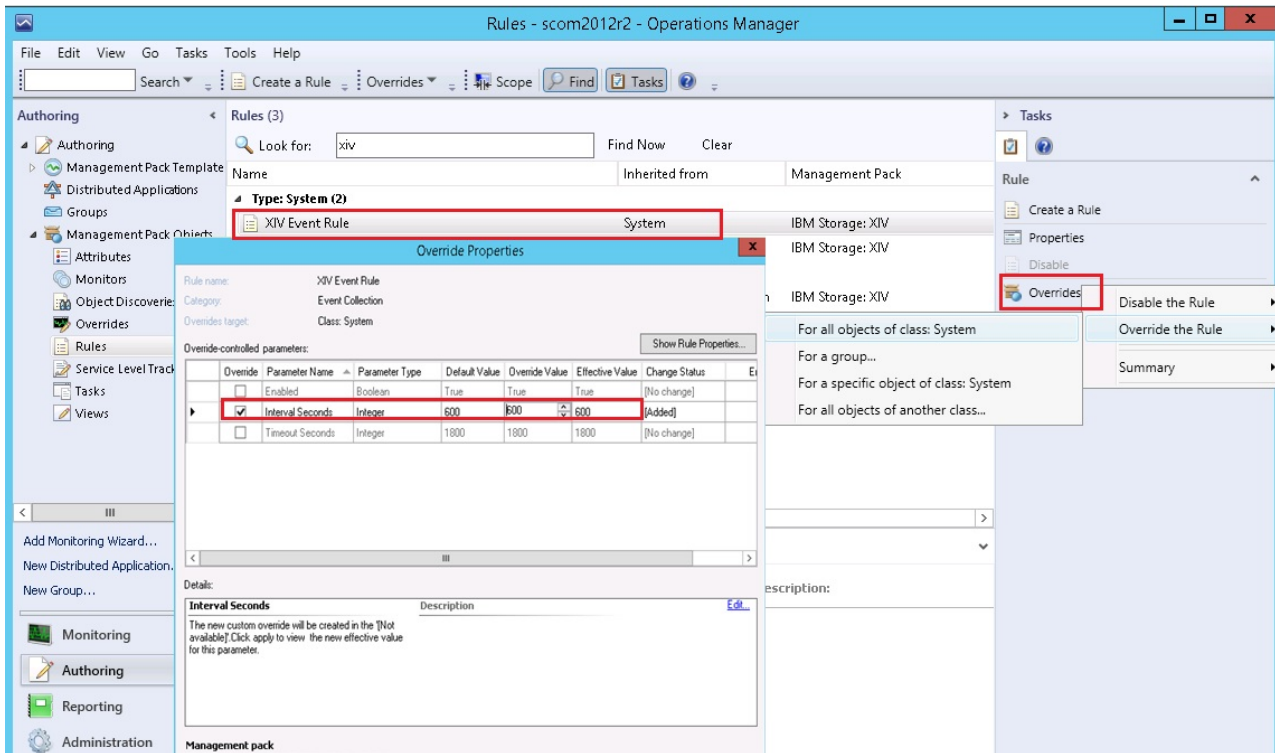 Rules - scom2012r2 - Operations Manager
File Edit View Go Tasks Tools Help
Search Create a Rule Overrides Scope Find Tasks
Authoring
Authoring
Management Pack Template
Distributed Applications
Groups
Management Pack Objects
Attributes
Monitors
Object Discoverie
Overrides
Rules
Service Level Track
Tasks
Views
Add Monitoring Wizard...
New Distributed Application.
New Group...
Monitoring
Authoring
Reporting
Administration
Rules (3)
Look for: xiv Find Now Clear
Name Inherited from Management Pack
Type: System (2)
XIV Event Rule System IBM Storage: XIV
IBM Storage: XIV
IBM Storage: XIV
Override Properties
Rule name: XIV Event Rule
Category: Event Collection
Overrides target: Class: System
Show Rule Properties...
Override-controlled parameters:
Override Parameter Name Parameter Type Default Value Override Value Effective Value Change Status
Enabled Boolean True True True [No change]
Interval Seconds Integer 600 600 600 [Added]
Timeout Seconds Integer 1800 1800 1800 [No change]
Details:
Interval Seconds Description Edit...
The new custom override will be created in the '[Not
available]'.Click apply to view the new effective value
for this parameter.
Management pack
escription:
Tasks
Rule
Create a Rule
Properties
Disable
Overrides
Disable the Rule
Override the Rule
Summary
For all objects of class: System
For a group...
For a specific object of class: System
For all objects of another class...